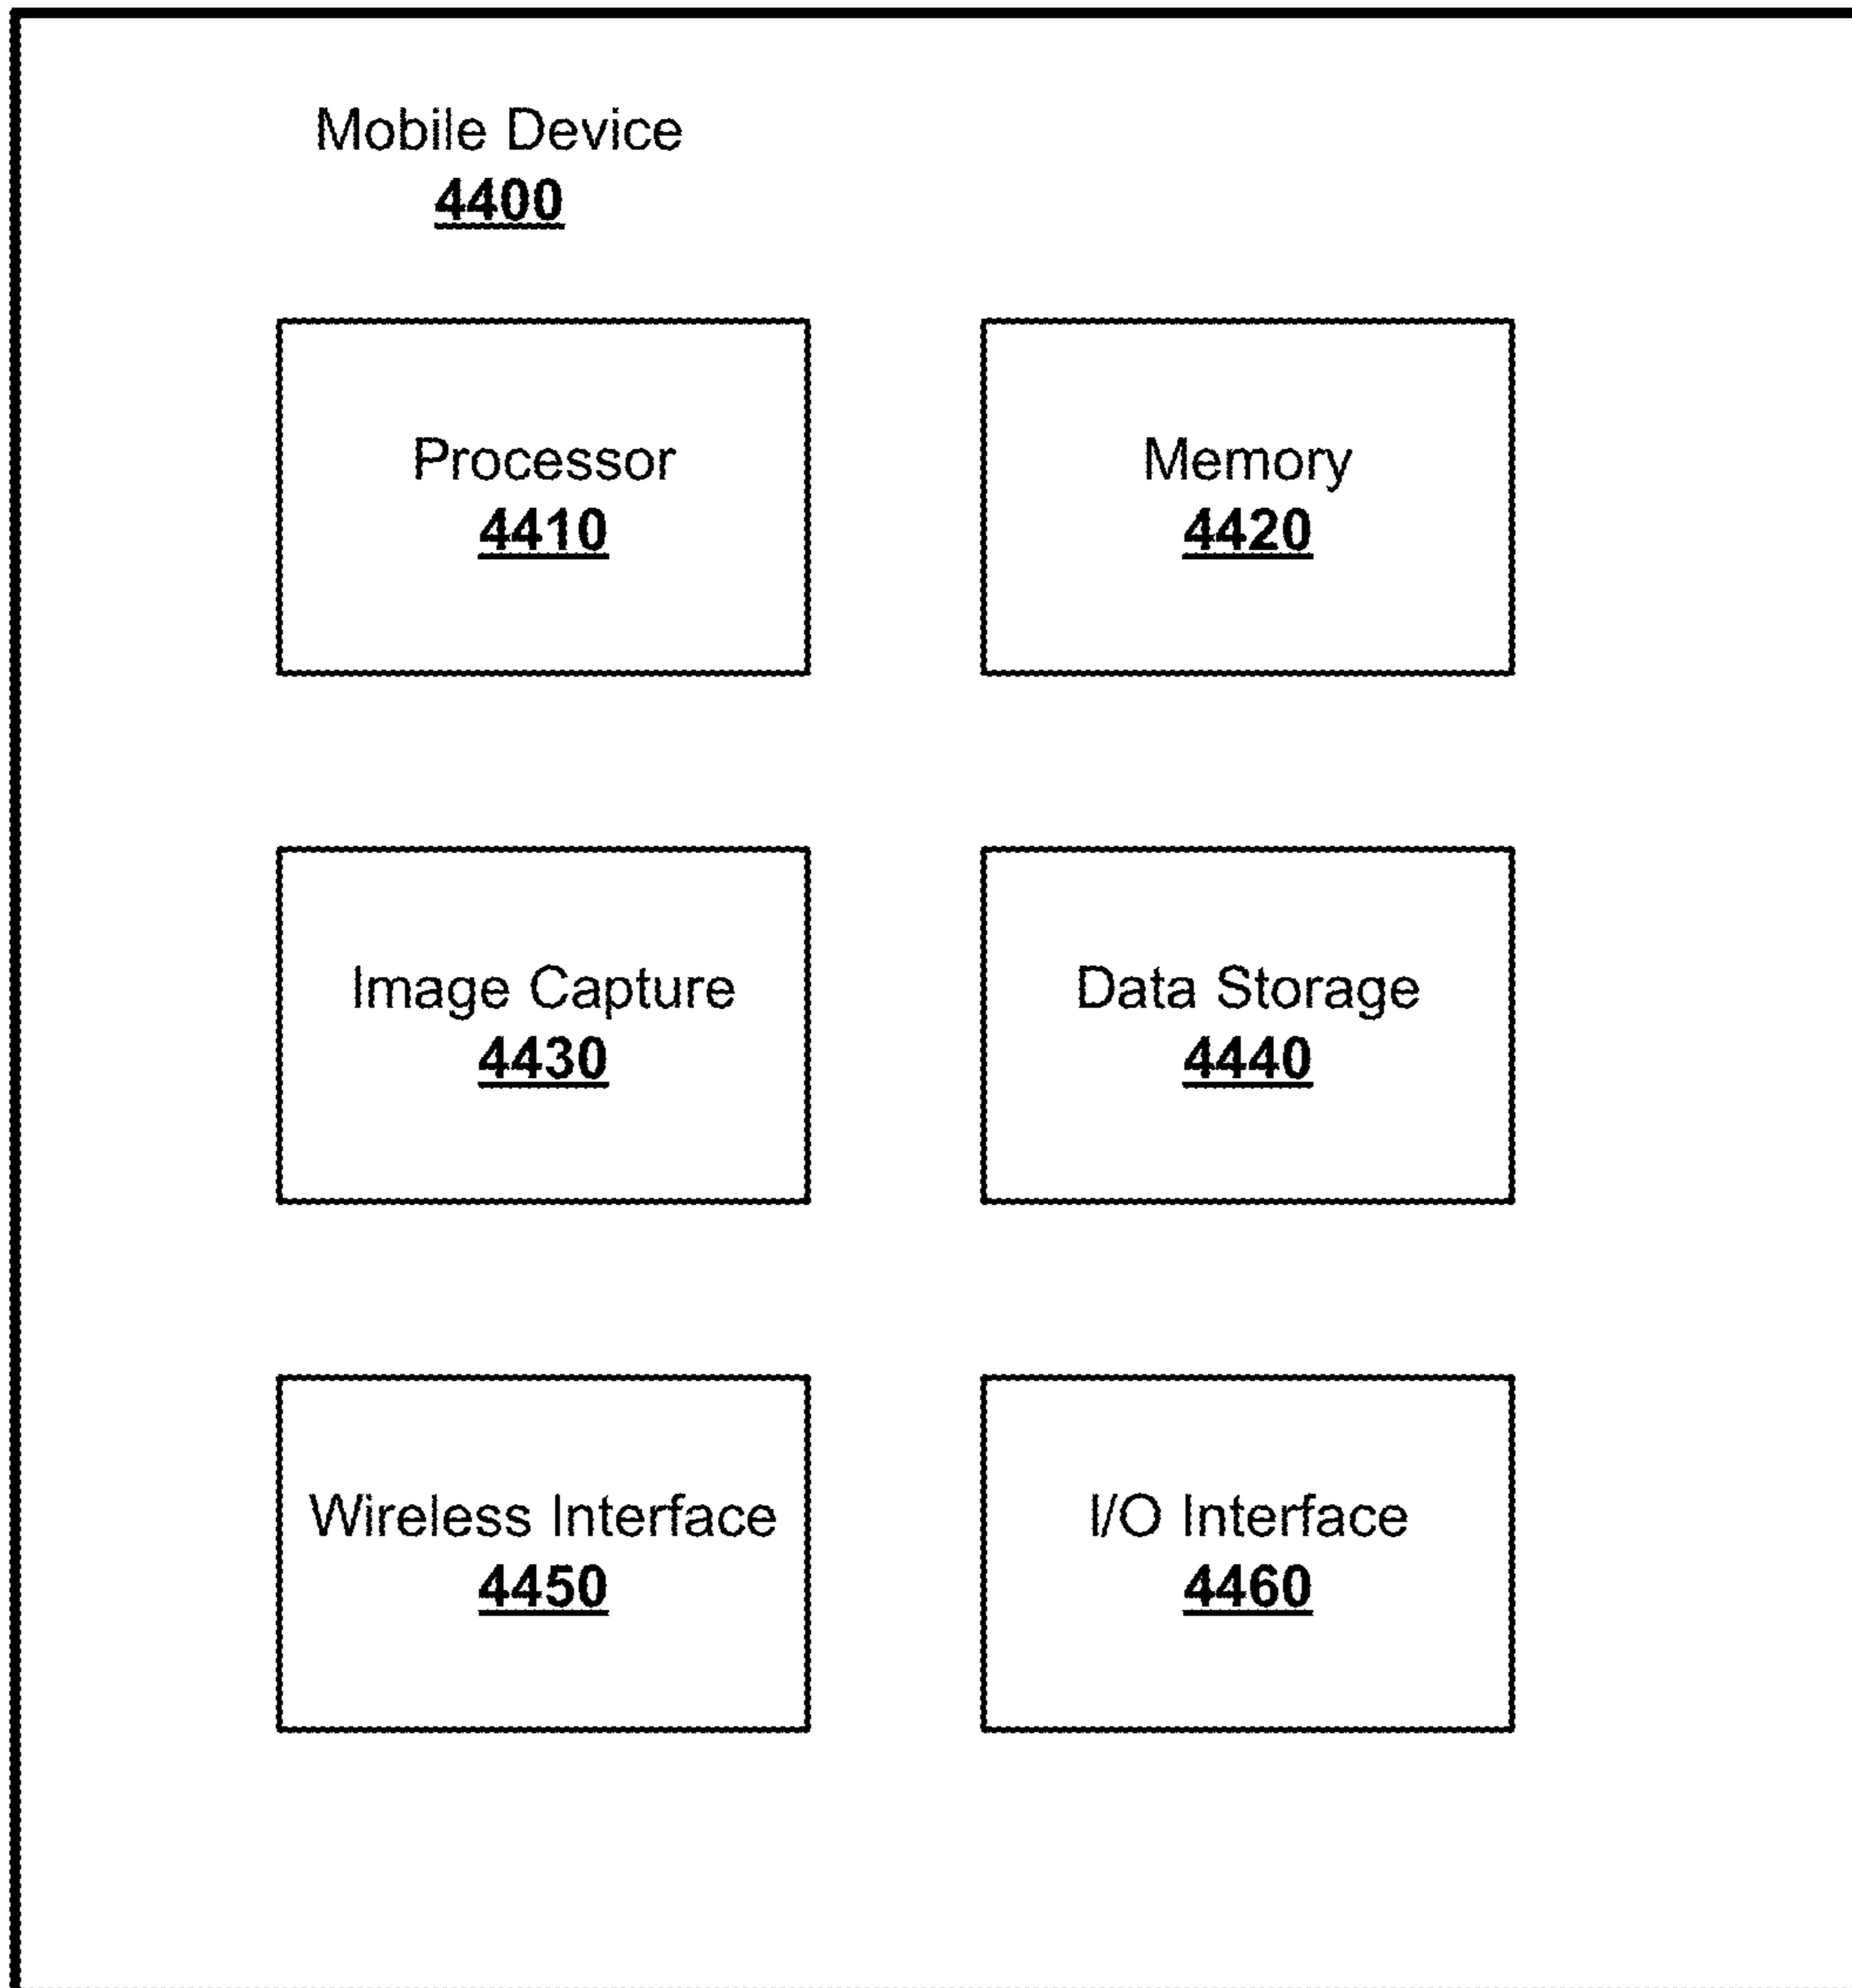 Mobile Device
4400
Processor
4410
Memory
4420
Image Capture
4430
Data Storage
4440
Wireless Interface
4450
I/O Interface
4460